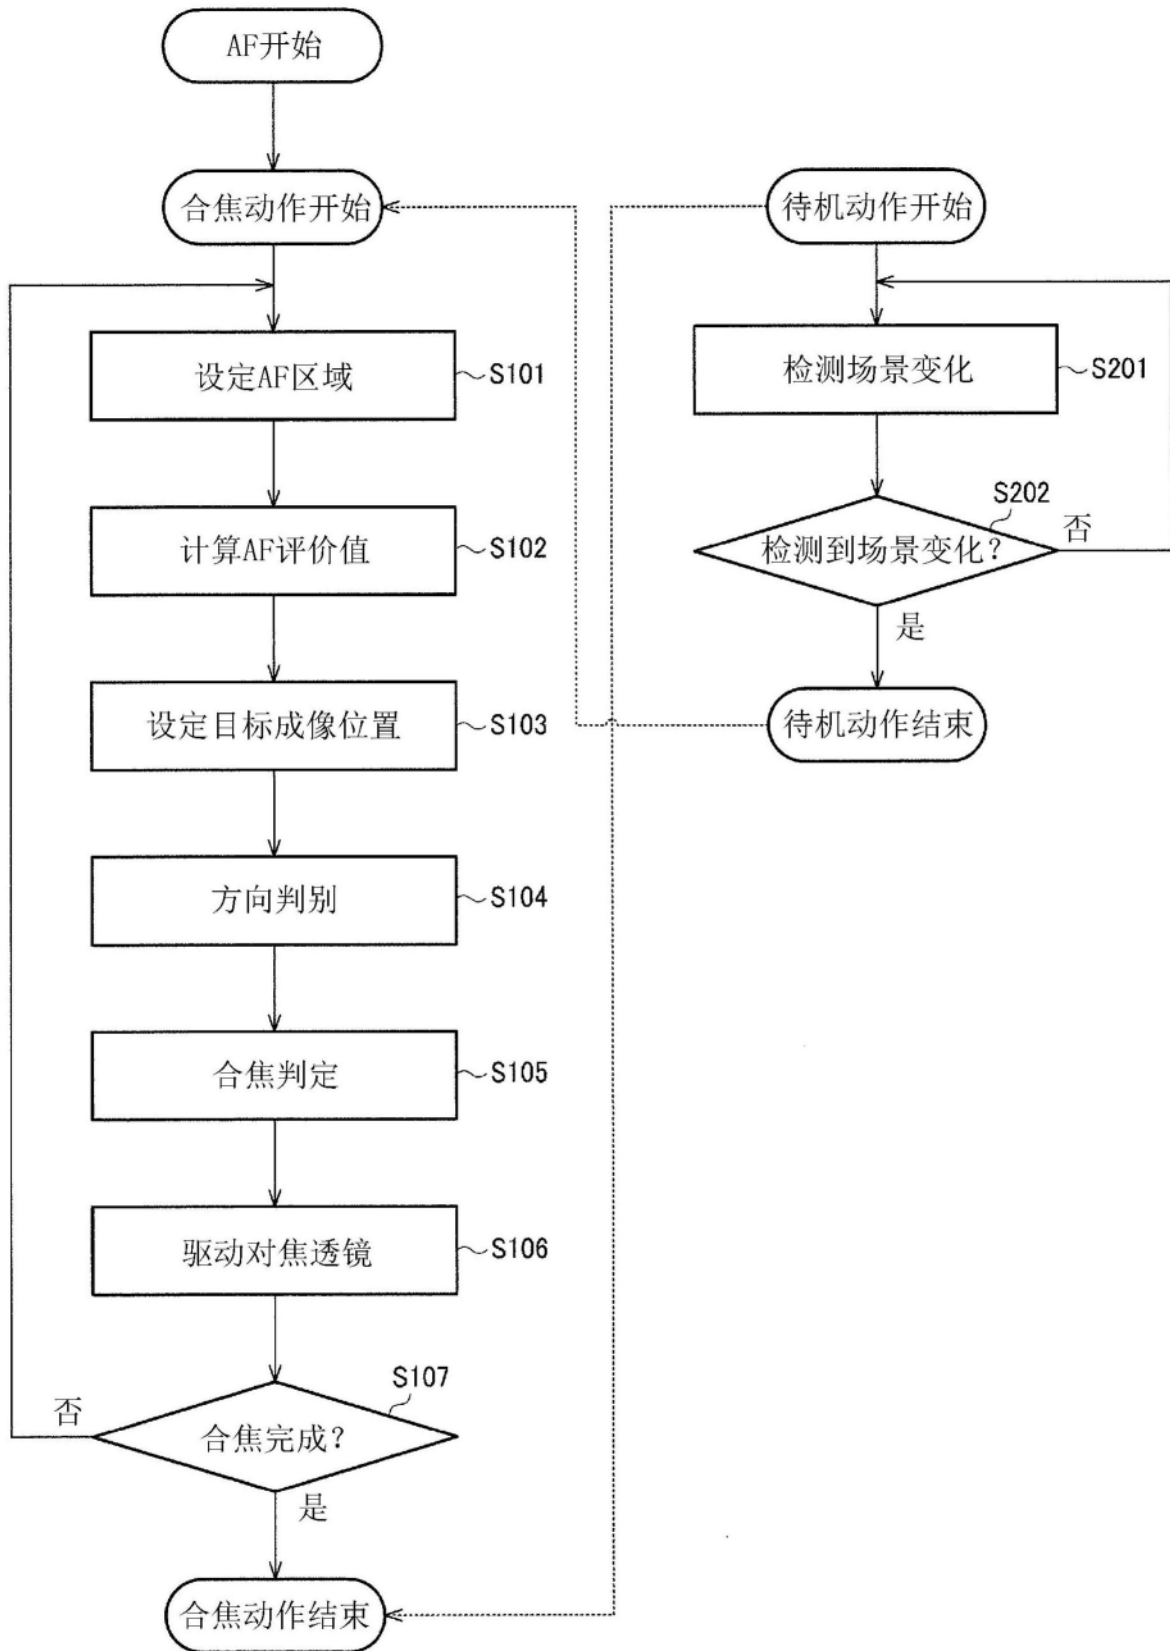 AF开始
合焦动作开始
设定AF区域
S101
计算AF评价值
S102
设定目标成像位置
S103
方向判别
S104
合焦判定
S105
驱动对焦透镜
S106
S107
合焦完成？
否
是
合焦动作结束
待机动作开始
检测场景变化
S201
S202
检测到场景变化？
否
是
待机动作结束